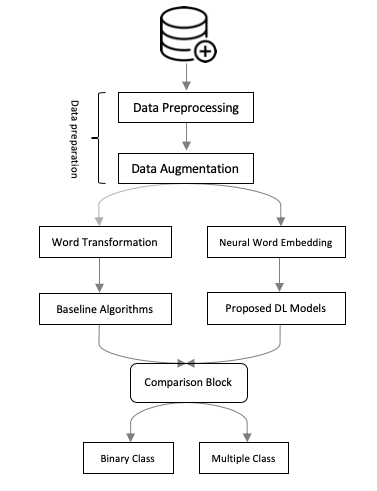 Data Preprocessing
Data preparation
Data Augmentation
Word Transformation
Neural Word Embedding
Baseline Algorithms
Proposed DL Models
Comparison Block
Binary Class
Multiple Class